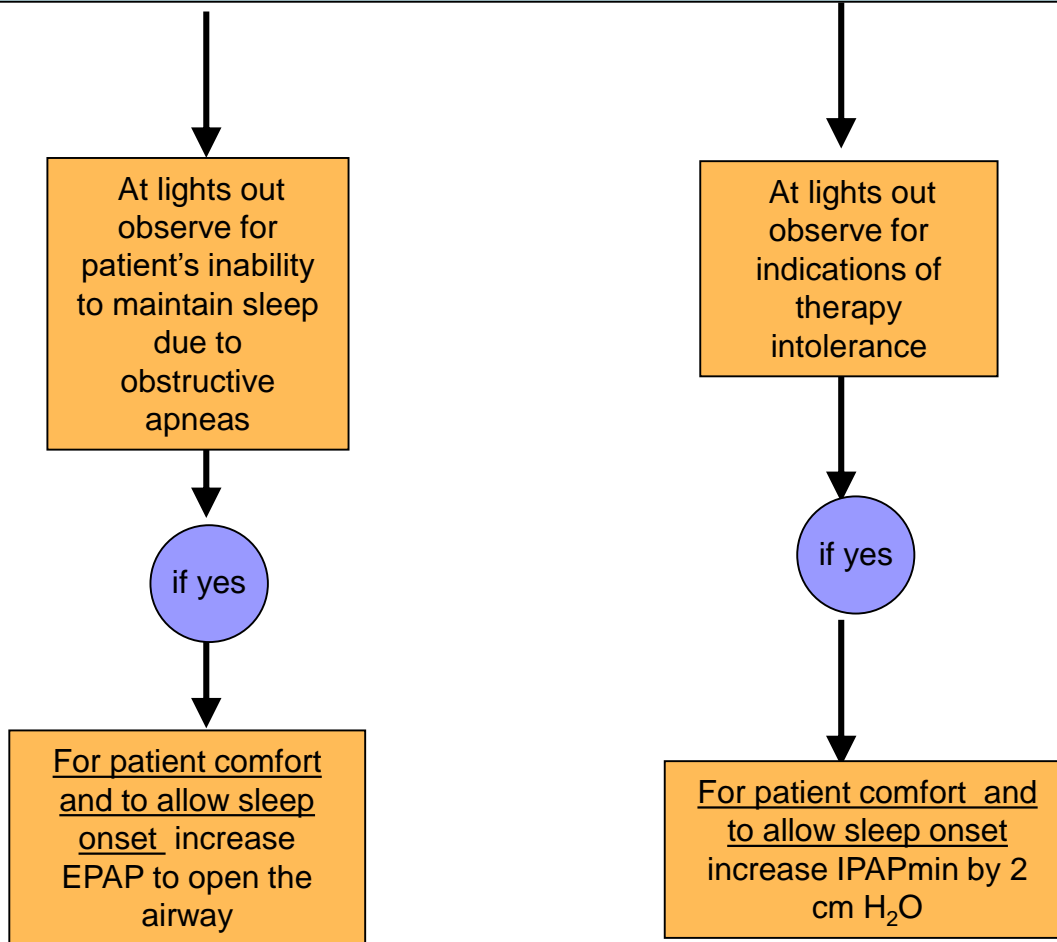 At lights out
observe for
patient’s inability
to maintain sleep
due to
obstructive
apneas
if yes
For patient comfort
and to allow sleep
onset increase
EPAP to open the
airway
At lights out
observe for
indications of
therapy
intolerance
if yes
For patient comfort and
to allow sleep onset
increase IPAPmin by 2
cm H₂O